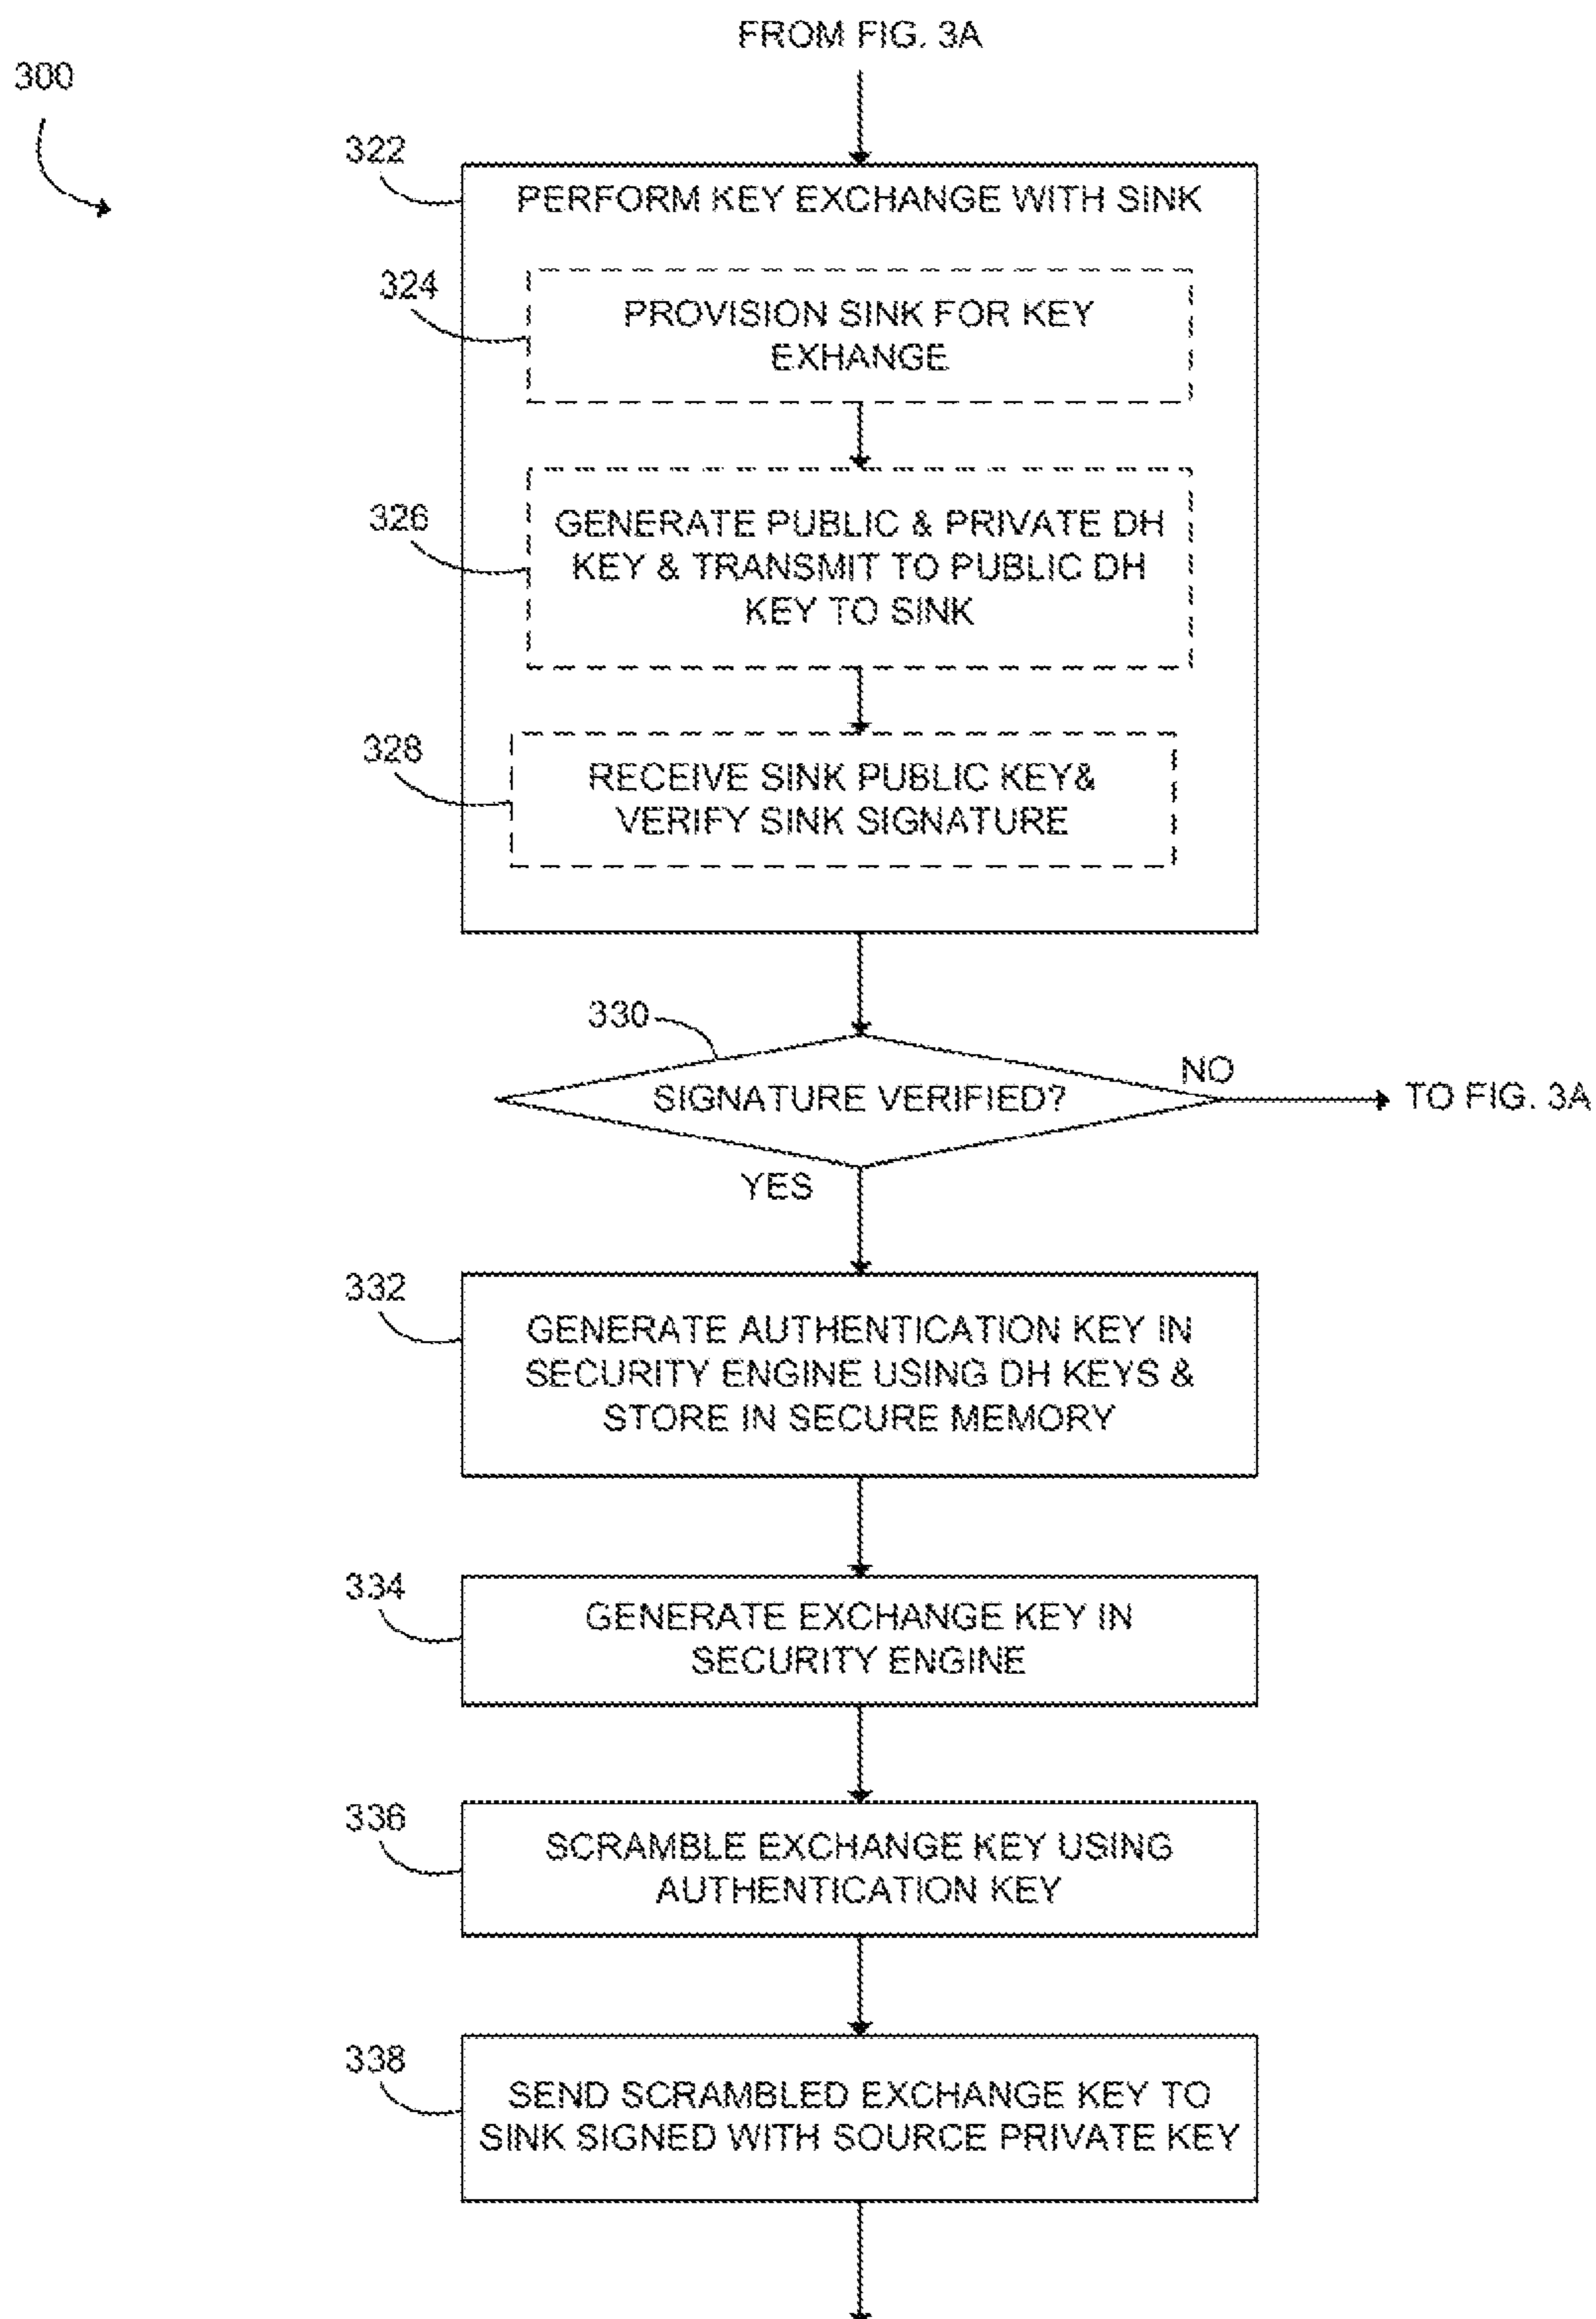 FROM FIG. 3A
300
322
PERFORM KEY EXCHANGE WITH SINK
324
PROVISION SINK FOR KEY
EXHANGE
326
GENERATE PUBLIC & PRIVATE DH
KEY & TRANSMIT TO PUBLIC DH
KEY TO SINK
328
RECEIVE SINK PUBLIC KEY&
VERIFY SINK SIGNATURE
330
SIGNATURE VERIFIED?
NO
TO FIG. 3A
YES
332
GENERATE AUTHENTICATION KEY IN
SECURITY ENGINE USING DH KEYS &
STORE IN SECURE MEMORY
334
GENERATE EXCHANGE KEY IN
SECURITY ENGINE
336
SCRAMBLE EXCHANGE KEY USING
AUTHENTICATION KEY
338
SEND SCRAMBLED EXCHANGE KEY TO
SINK SIGNED WITH SOURCE PRIVATE KEY